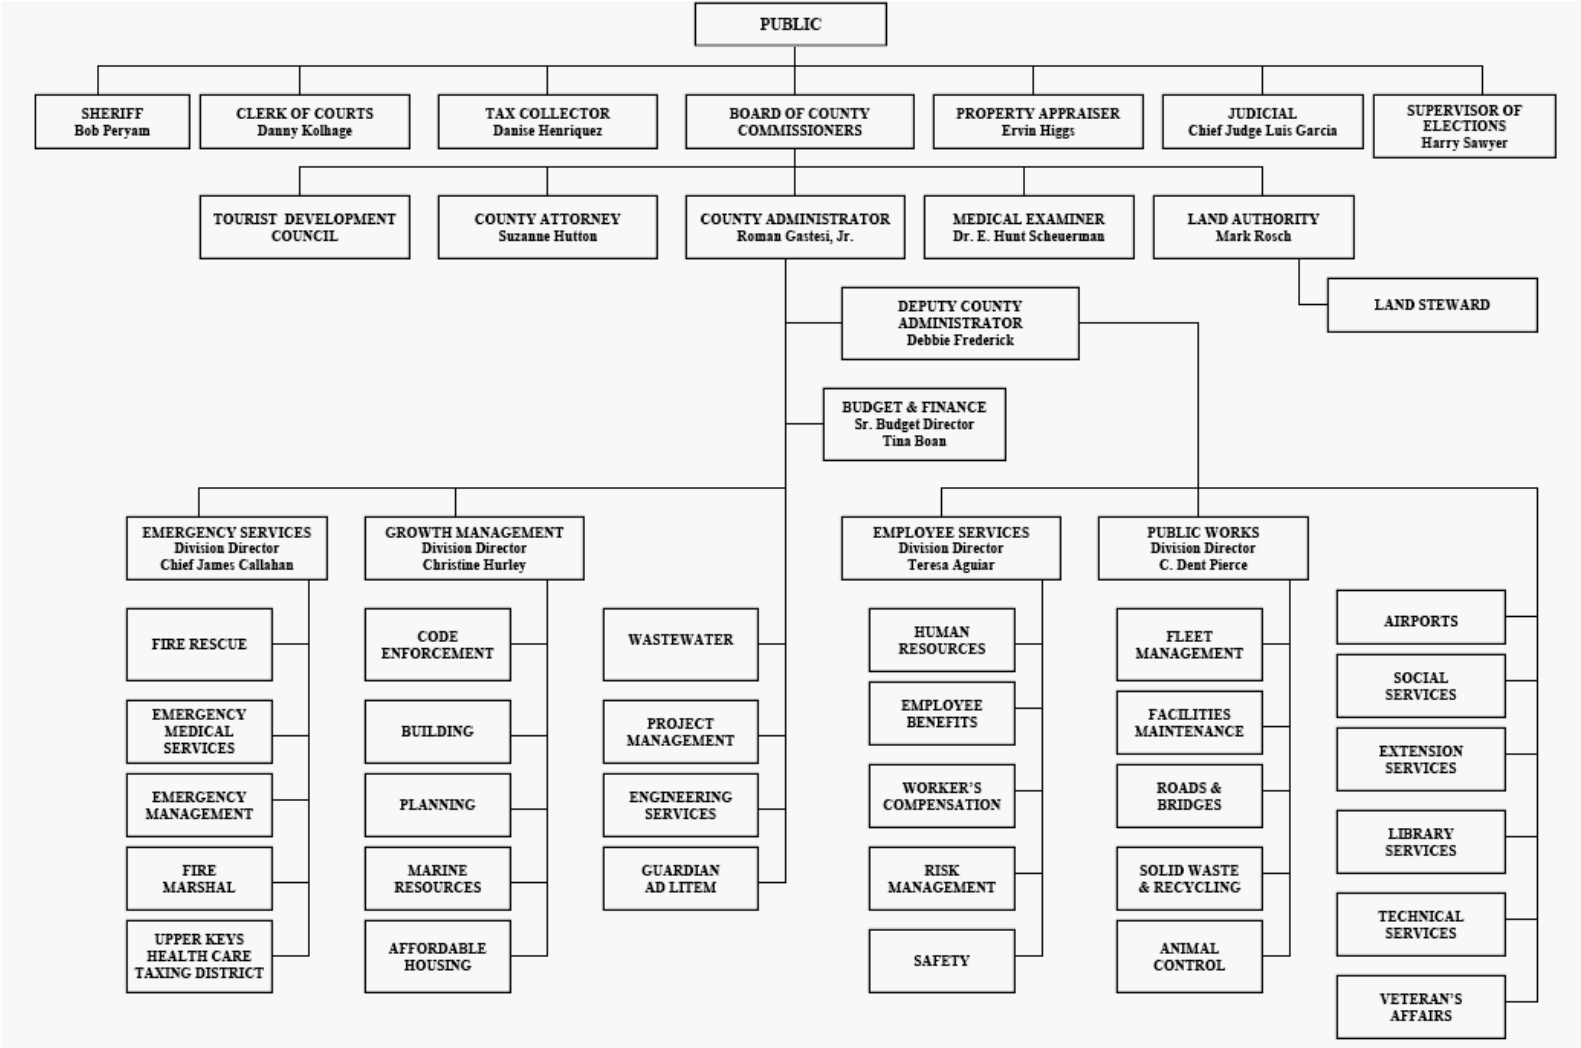 PUBLIC
SHERIFF
Bob Peryam
CLERK OF COURTS
Danny Kolhage
TAX COLLECTOR
Danise Henriquez
BOARD OF COUNTY
COMMISSIONERS
PROPERTY APPRAISER
Ervin Higgs
JUDICIAL
Chief Judge Luis Garcia
SUPERVISOR OF
ELECTIONS
Harry Sawyer
TOURIST DEVELOPMENT
COUNCIL
COUNTY ATTORNEY
Suzanne Hutton
COUNTY ADMINISTRATOR
Roman Gastesi, Jr.
MEDICAL EXAMINER
Dr. E. Hunt Scheuerman
LAND AUTHORITY
Mark Rosch
LAND STEWARD
DEPUTY COUNTY
ADMINISTRATOR
Debbie Frederick
BUDGET & FINANCE
Sr. Budget Director
Tina Boan
EMERGENCY SERVICES
Division Director
Chief James Callahan
GROWTH MANAGEMENT
Division Director
Christine Hurley
EMPLOYEE SERVICES
Division Director
Teresa Aguiar
PUBLIC WORKS
Division Director
C. Dent Pierce
FIRE RESCUE
EMERGENCY
MEDICAL
SERVICES
EMERGENCY
MANAGEMENT
FIRE
MARSHAL
UPPER KEYS
HEALTH CARE
TAXING DISTRICT
CODE
ENFORCEMENT
BUILDING
PLANNING
MARINE
RESOURCES
AFFORDABLE
HOUSING
WASTEWATER
PROJECT
MANAGEMENT
ENGINEERING
SERVICES
GUARDIAN
AD LITEM
HUMAN
RESOURCES
EMPLOYEE
BENEFITS
WORKER'S
COMPENSATION
RISK
MANAGEMENT
SAFETY
FLEET
MANAGEMENT
FACILITIES
MAINTENANCE
ROADS &
BRIDGES
SOLID WASTE
& RECYCLING
ANIMAL
CONTROL
AIRPORTS
SOCIAL
SERVICES
EXTENSION
SERVICES
LIBRARY
SERVICES
TECHNICAL
SERVICES
VETERAN'S
AFFAIRS